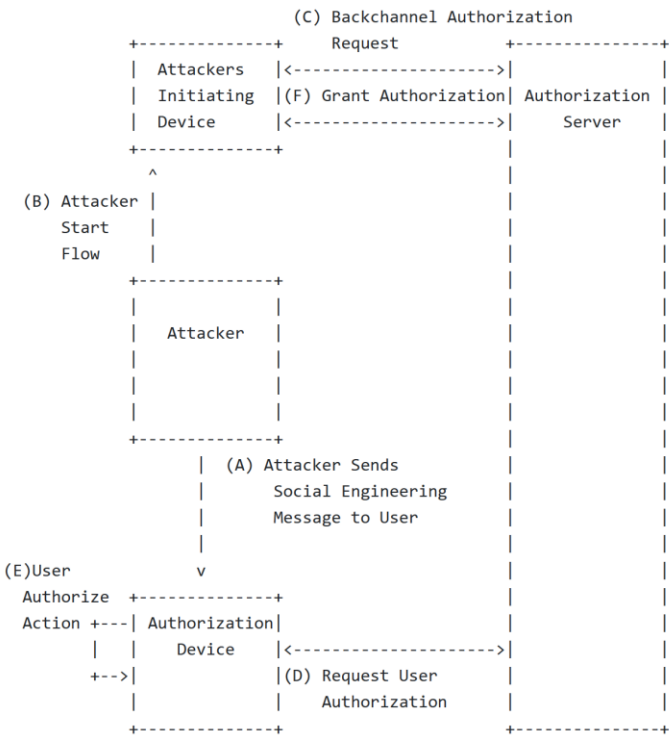 (C) Backchannel Authorization
Request
Attackers
Initiating (F) Grant Authorization Authorization
Device Server
(B) Attacker
Start
Flow
Attacker
(A) Attacker Sends
Social Engineering
Message to User
(E)User
Authorize
Action Authorization
Device
(D) Request User
Authorization